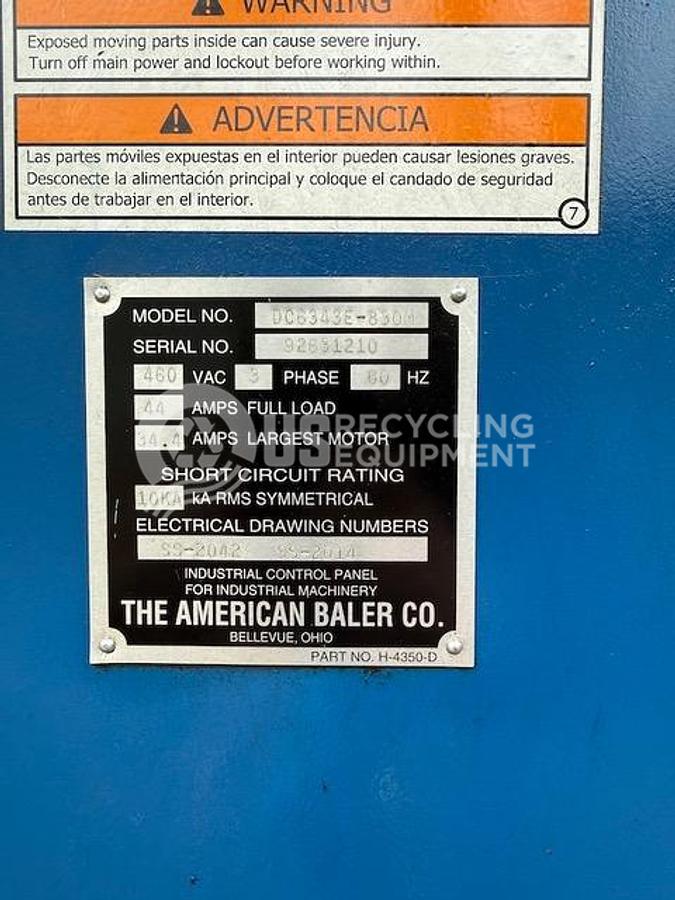 WARNING
Exposed moving parts inside can cause severe injury.
Turn off main power and lockout before working within.
ADVERTENCIA
Las partes móviles expuestas en el interior pueden causar lesiones graves.
Desconecte la alimentación principal y coloque el candado de seguridad
antes de trabajar en el interior.
7
MODEL NO. DC6343E-830M
SERIAL NO. 92631210
460 VAC 3 PHASE 60 HZ
44 AMPS FULL LOAD
34.4 AMPS LARGEST MOTOR
US RECYCLING
EQUIPMENT
SHORT CIRCUIT RATING
10KA kA RMS SYMMETRICAL
ELECTRICAL DRAWING NUMBERS
SS-2042 SS-2014
INDUSTRIAL CONTROL PANEL
FOR INDUSTRIAL MACHINERY
THE AMERICAN BALER CO.
BELLEVUE, OHIO
PART NO. H-4350-D